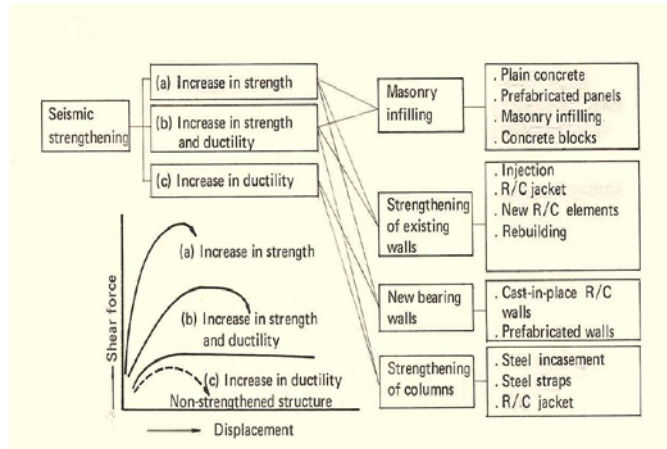 Seismic
strengthening
(a) Increase in strength
(b) Increase in strength
and ductility
(c) Increase in ductility
Masonry
infilling
. Plain concrete
. Prefabricated panels
. Masonry infilling
. Concrete blocks
Strengthening
of existing
walls
. Injection
. R/C jacket
. New R/C elements
. Rebuilding
New bearing
walls
. Cast-in-place R/C
walls
. Prefabricated walls
Strengthening
of columns
. Steel incasement
. Steel straps
. R/C jacket
Shear force
(a) Increase in strength
(b) Increase in strength
and ductility
(c) Increase in ductility
Non-strengthened structure
Displacement